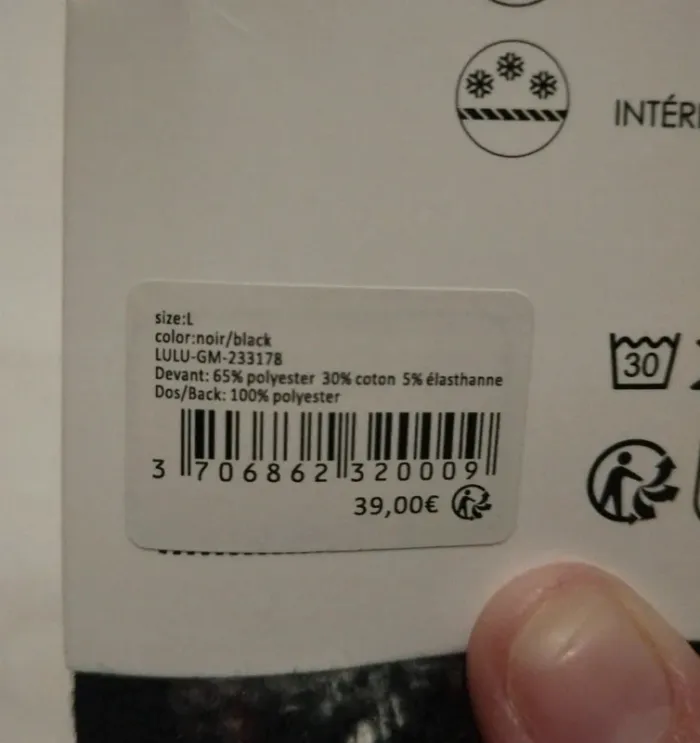 INTÉR
size:L
color:noir/black
LULU-GM-233178
Devant: 65% polyester 30% coton 5% élasthanne
Dos/Back: 100% polyester
30
3 706862 320009
39,00€